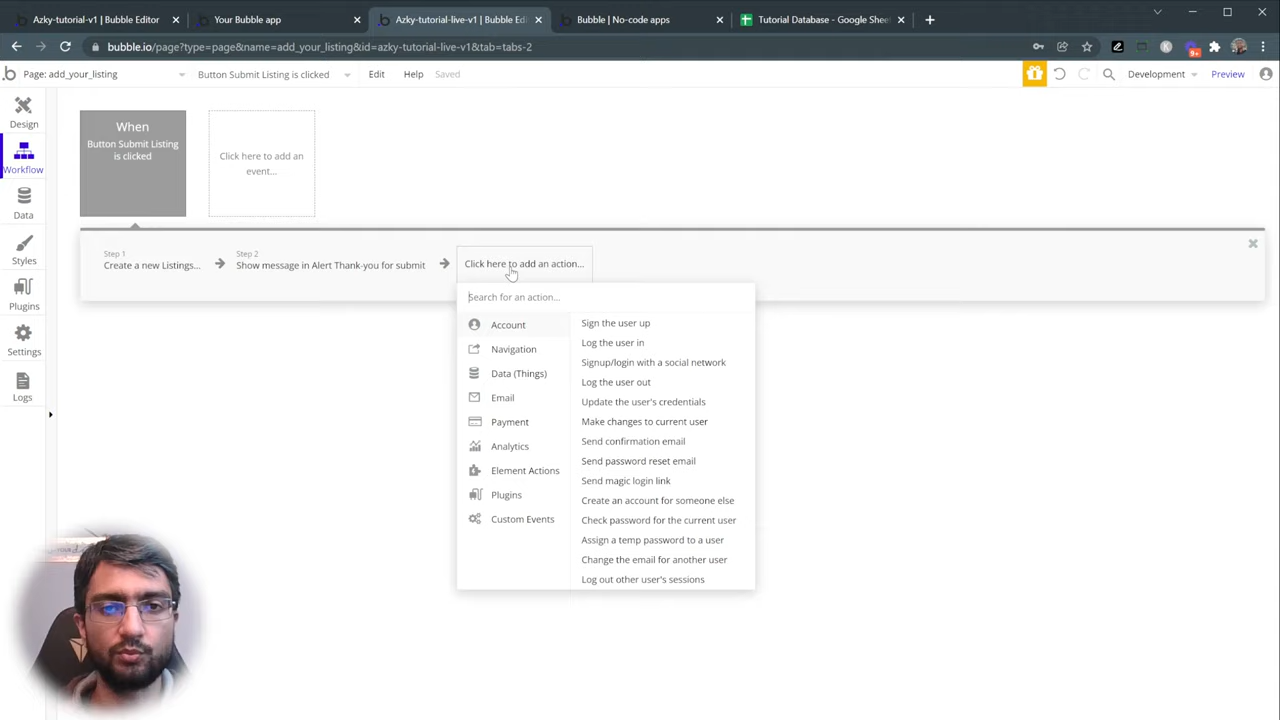 Azky-tutorial-v1 | Bubble Editor
Your Bubble app
Azky-tutorial-live-v1 | Bubble Edi
Bubble | No-code apps
Tutorial Database - Google Shee
bubble.io/page?type=page&name=add_your_listing&id=azky-tutorial-live-v1&tab=tabs-2
9+
Page: add_your_listing
Button Submit Listing is clicked
Edit
Help
Saved
Development
Preview
Design
Workflow
Data
Styles
Plugins
Settings
Logs
When
Button Submit Listing
is clicked
Click here to add an
event...
Step 1
Create a new Listings...
Step 2
Show message in Alert Thank-you for submit
Click here to add an action...
Search for an action...
Account
Navigation
Data (Things)
Email
Payment
Analytics
Element Actions
Plugins
Custom Events
Sign the user up
Log the user in
Signup/login with a social network
Log the user out
Update the user's credentials
Make changes to current user
Send confirmation email
Send password reset email
Send magic login link
Create an account for someone else
Check password for the current user
Assign a temp password to a user
Change the email for another user
Log out other user's sessions